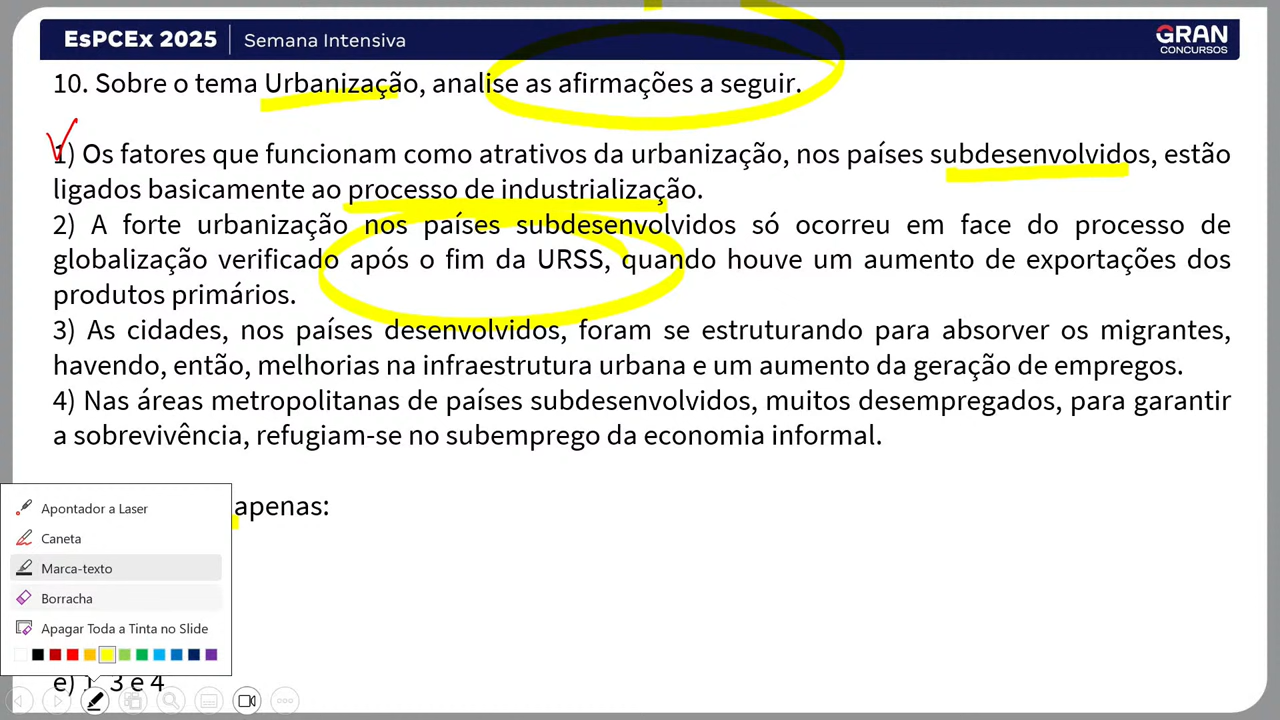 EsPCEx 2025 | Semana Intensiva
GRAN
CONCURSOS
10. Sobre o tema Urbanização, analise as afirmações a seguir.
1) Os fatores que funcionam como atrativos da urbanização, nos países subdesenvolvidos, estão
ligados basicamente ao processo de industrialização.
2) A forte urbanização nos países subdesenvolvidos só ocorreu em face do processo de
globalização verificado após o fim da URSS, quando houve um aumento de exportações dos
produtos primários.
3) As cidades, nos países desenvolvidos, foram se estruturando para absorver os migrantes,
havendo, então, melhorias na infraestrutura urbana e um aumento da geração de empregos.
4) Nas áreas metropolitanas de países subdesenvolvidos, muitos desempregados, para garantir
a sobrevivência, refugiam-se no subemprego da economia informal.
apenas:
Apontador a Laser
Caneta
Marca-texto
Borracha
Apagar Toda a Tinta no Slide
e) 1, 3 e 4